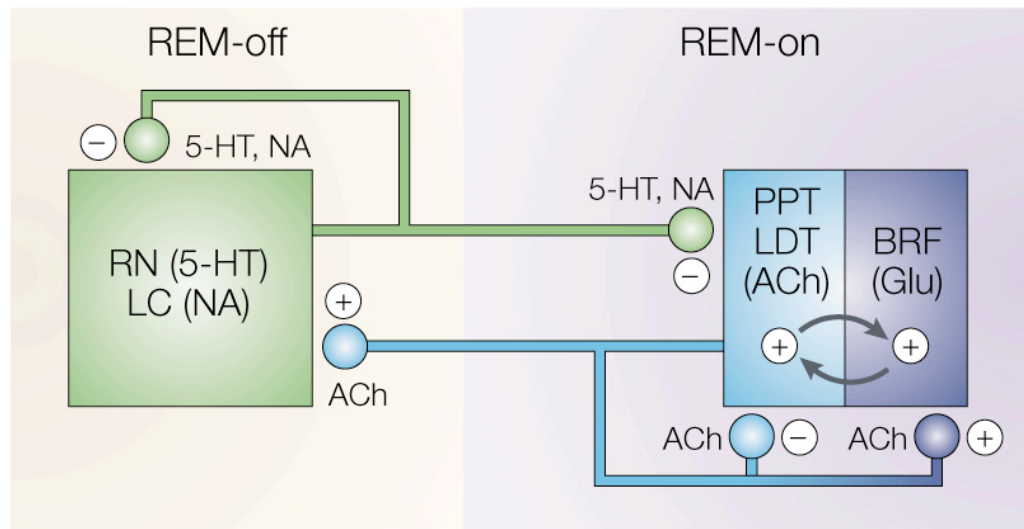 REM-off
REM-on
−
5-HT, NA
5-HT, NA
−
RN (5-HT)
LC (NA)
+
ACh
PPT
LDT
(ACh)
BRF
(Glu)
+
+
ACh
−
ACh
+